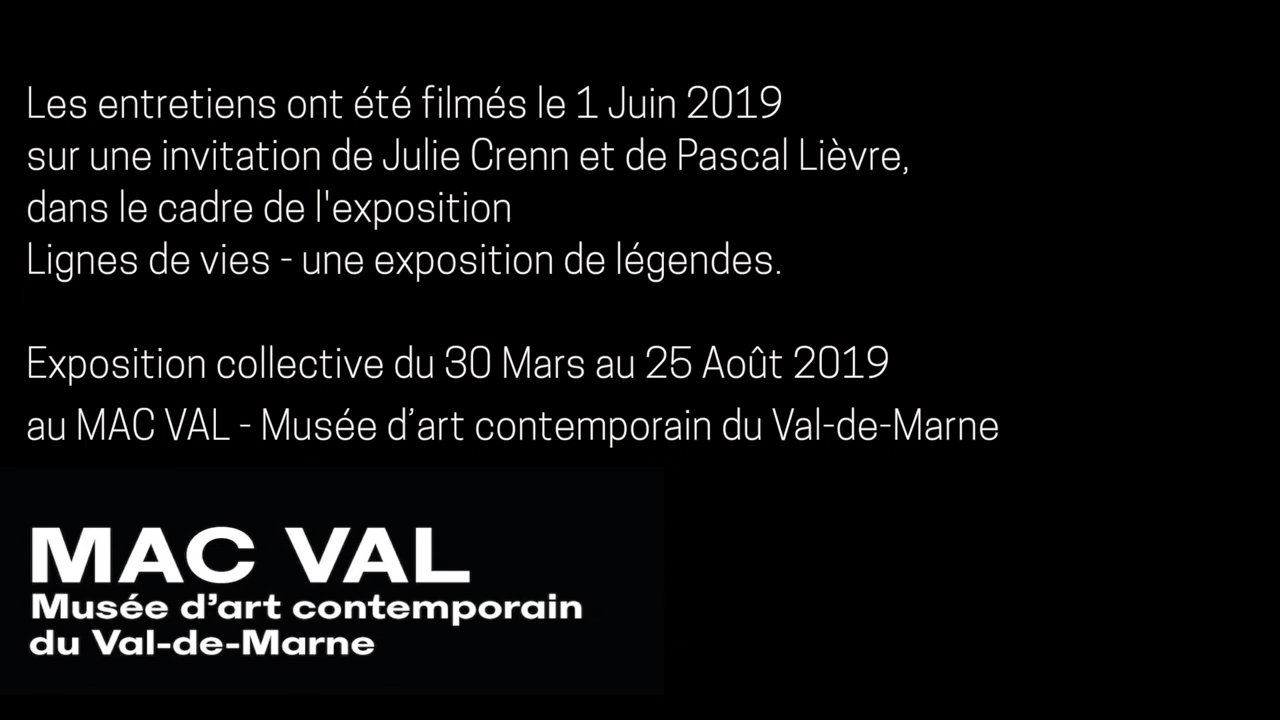 Les entretiens ont été filmés le 1 Juin 2019
sur une invitation de Julie Crenn et de Pascal Lièvre,
dans le cadre de l'exposition
Lignes de vies - une exposition de légendes.
Exposition collective du 30 Mars au 25 Août 2019
au MAC VAL - Musée d’art contemporain du Val-de-Marne
MAC VAL
Musée d’art contemporain
du Val-de-Marne